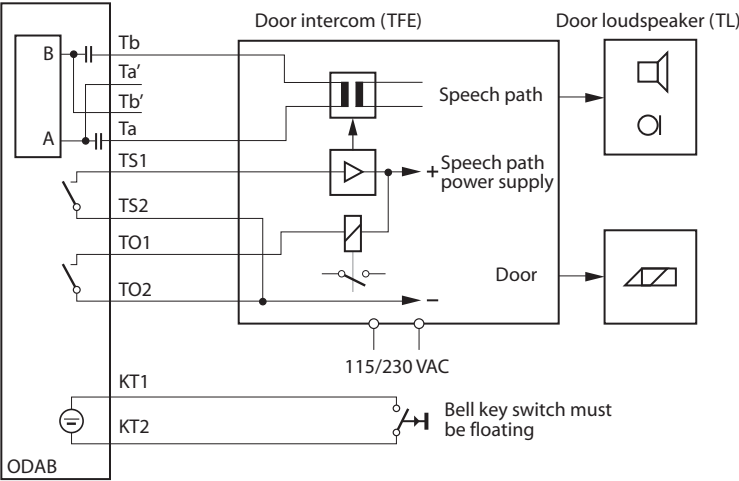 Door intercom (TFE)
Door loudspeaker (TL)
B
Tb
Ta′
Tb′
A
Ta
Speech path
TS1
+ Speech path
power supply
TS2
TO1
Door
TO2
−
115/230 VAC
KT1
KT2
Bell key switch must
be floating
ODAB